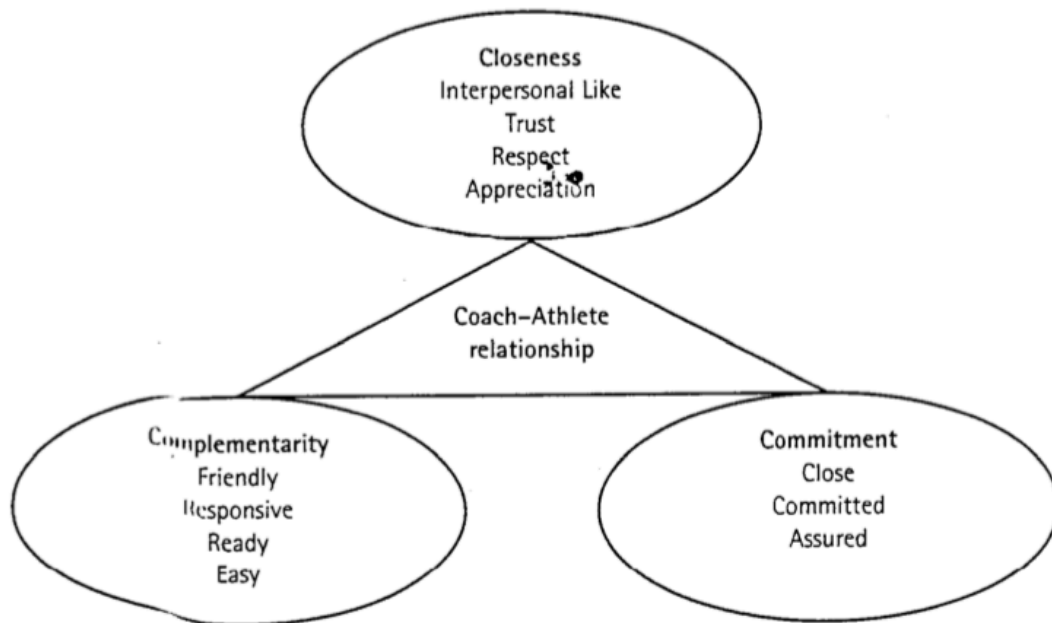 Closeness
Interpersonal Like
Trust
Respect
Appreciation
Coach–Athlete
relationship
Complementarity
Friendly
Responsive
Ready
Easy
Commitment
Close
Committed
Assured